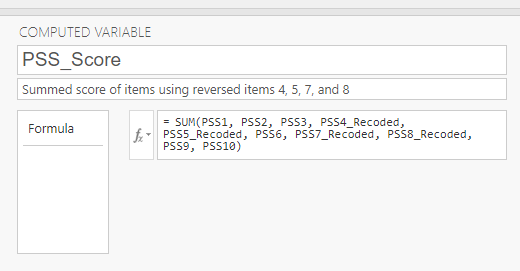 COMPUTED VARIABLE
PSS_Score
Summed score of items using reversed items 4, 5, 7, and 8
Formula
fx
= SUM(PSS1, PSS2, PSS3, PSS4_Recoded,
PSS5_Recoded, PSS6, PSS7_Recoded, PSS8_Recoded,
PSS9, PSS10)